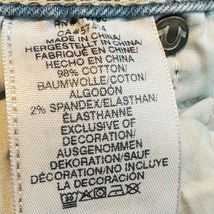 MADE IN CHINA/
HERGESTELLT IN CHINA/
FABRIQUÉ EN CHINE/
HECHO EN CHINA
98% COTTON/
BAUMWOLLE/COTON/
ALGODÓN
2% SPANDEX/ELASTHAN/
ÉLASTHANNE
EXCLUSIVE OF
DECORATION/
AUSGENOMMEN
DEKORATION/SAUF
DÉCORATION/NO INCLUYE
LA DECORACIÓN